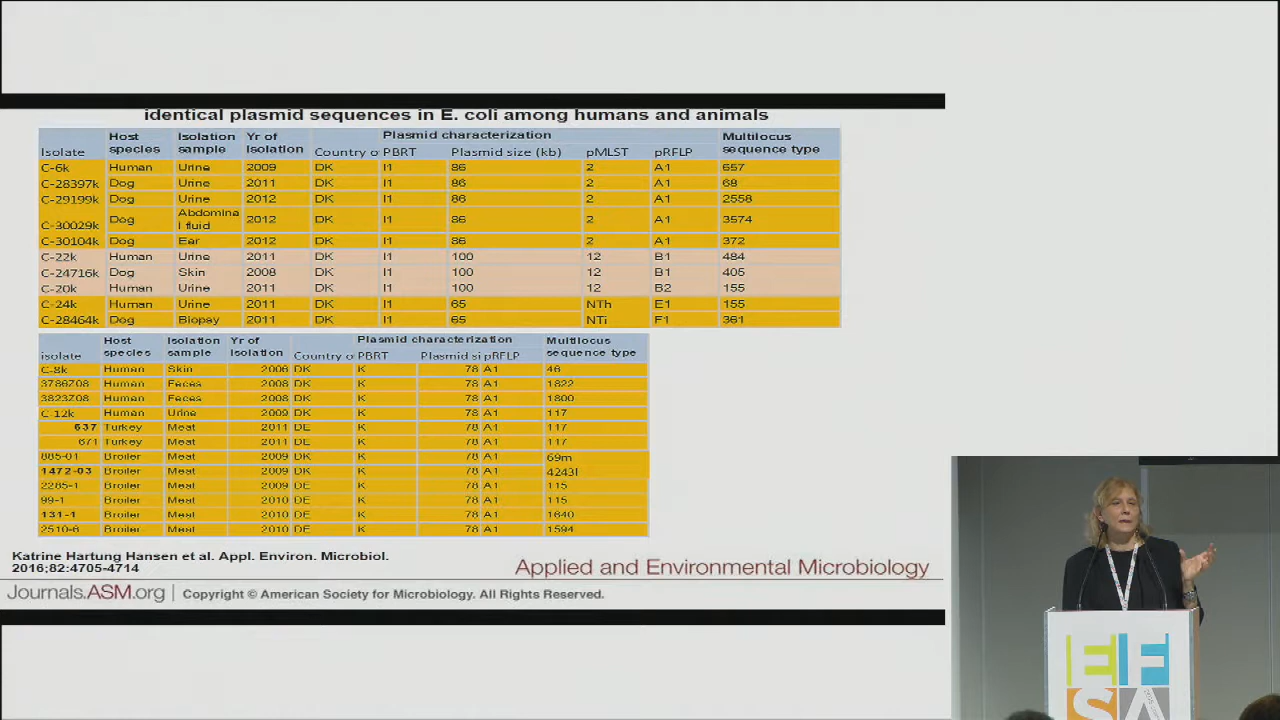 identical plasmid sequences in E. coli among humans and animals
Isolate Host species Isolation sample Yr of isolation Country o Plasmid characterization PBRT Plasmid size (kb) pMLST pRFLP Multilocus sequence type
C-6k Human Urine 2009 DK I1 86 2 A1 657
C-28397k Dog Urine 2011 DK I1 86 2 A1 68
C-29199k Dog Urine 2012 DK I1 86 2 A1 2558
C-30029k Dog Abdomina l fluid 2012 DK I1 86 2 A1 3574
C-30104k Dog Ear 2012 DK I1 86 2 A1 372
C-22k Human Urine 2011 DK I1 100 12 B1 484
C-24716k Dog Skin 2008 DK I1 100 12 B1 405
C-20k Human Urine 2011 DK I1 100 12 B2 155
C-24k Human Urine 2011 DK I1 65 NTh E1 155
C-28464k Dog Biopay 2011 DK I1 65 NTi F1 361
isolate Host species Isolation sample Yr of isolation Country o Plasmid characterization PBRT Plasmid si pRFLP Multilocus sequence type
C-8k Human Skin 2006 DK K 78 A1 46
3786Z08 Human Feces 2008 DK K 78 A1 1822
3823Z08 Human Feces 2008 DK K 78 A1 1800
C-12k Human Urine 2009 DK K 78 A1 117
637 Turkey Meat 2011 DE K 78 A1 117
671 Turkey Meat 2011 DE K 78 A1 117
885-01 Broiler Meat 2009 DK K 78 A1 69m
1472-03 Broiler Meat 2009 DK K 78 A1 4243l
2285-1 Broiler Meat 2009 DE K 78 A1 115
99-1 Broiler Meat 2010 DE K 78 A1 115
131-1 Broiler Meat 2010 DE K 78 A1 1640
2510-6 Broiler Meat 2010 DE K 78 A1 1594
Katrine Hartung Hansen et al. Appl. Environ. Microbiol.
2016;82:4705-4714
Applied and Environmental Microbiology
Journals.ASM.org | Copyright © American Society for Microbiology. All Rights Reserved.
EF
SA